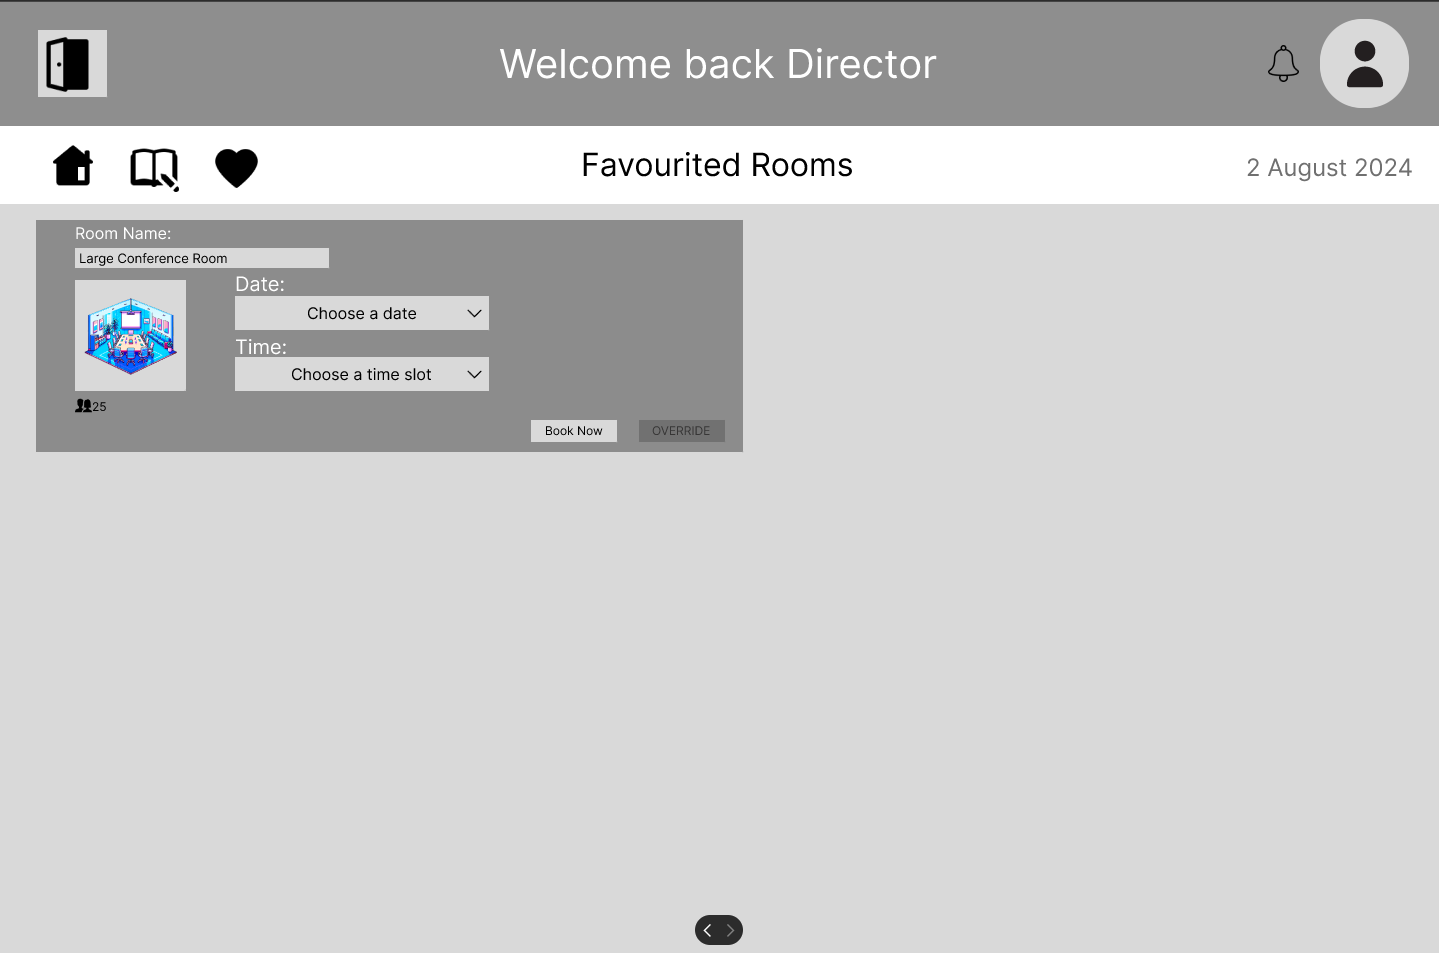 Welcome back Director
Favourited Rooms
2 August 2024
Room Name:
Large Conference Room
Date:
Choose a date
Time:
Choose a time slot
25
Book Now
OVERRIDE